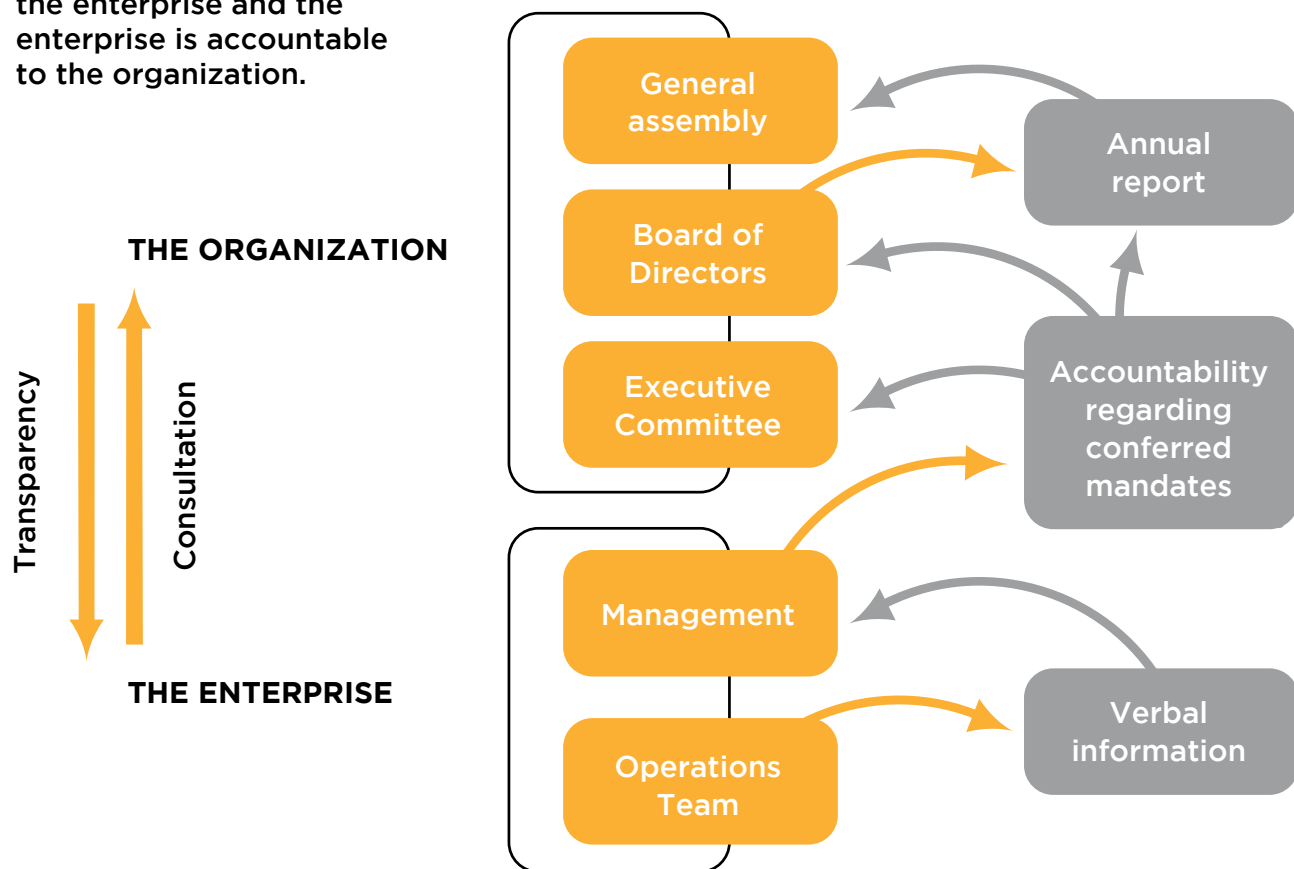 the enterprise and the
enterprise is accountable
to the organization.
General
assembly
Annual
report
THE ORGANIZATION
Board of
Directors
Transparency
Consultation
Executive
Committee
Accountability
regarding
conferred
mandates
Management
THE ENTERPRISE
Verbal
information
Operations
Team